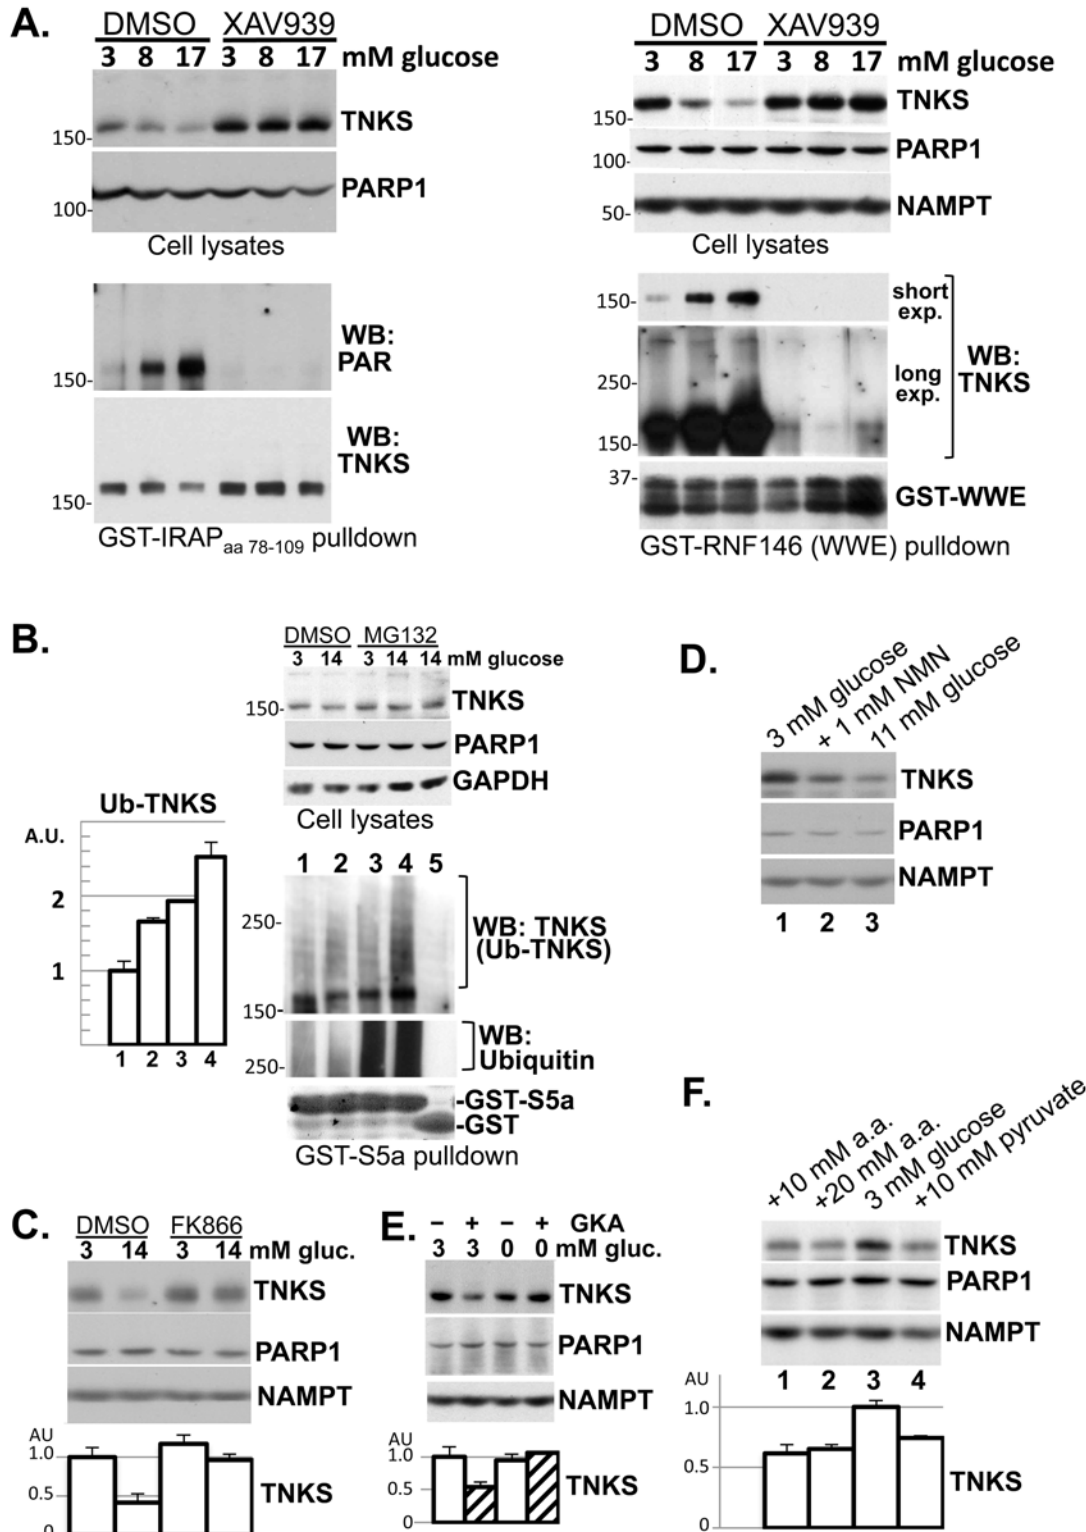 A.
DMSO XAV939
3 8 17 3 8 17 mM glucose
TNKS
150-
PARP1
100-
Cell lysates
WB:
PAR
150-
WB:
TNKS
150-
GST-IRAP aa 78-109 pulldown
DMSO XAV939
3 8 17 3 8 17 mM glucose
TNKS
150-
PARP1
100-
NAMPT
50-
Cell lysates
150-
short
exp.
WB:
TNKS
250-
long
exp.
150-
37-
GST-WWE
GST-RNF146 (WWE) pulldown
B.
DMSO MG132
3 14 3 14 14 mM glucose
150-
TNKS
PARP1
GAPDH
Cell lysates
Ub-TNKS
A.U.
2
1
1 2 3 4
1 2 3 4 5
250-
WB: TNKS
(Ub-TNKS)
150-
WB:
Ubiquitin
250-
-GST-S5a
-GST
GST-S5a pulldown
C.
DMSO FK866
3 14 3 14 mM gluc.
TNKS
PARP1
NAMPT
AU
1.0
0.5
0
TNKS
D.
3 mM glucose
+ 1 mM NMN
11 mM glucose
TNKS
PARP1
NAMPT
1 2 3
E.
– + – + GKA
3 3 0 0 mM gluc.
TNKS
PARP1
NAMPT
AU
1.0
0.5
0
TNKS
F.
+10 mM a.a.
+20 mM a.a.
3 mM glucose
+10 mM pyruvate
TNKS
PARP1
NAMPT
1 2 3 4
AU
1.0
0.5
0
TNKS